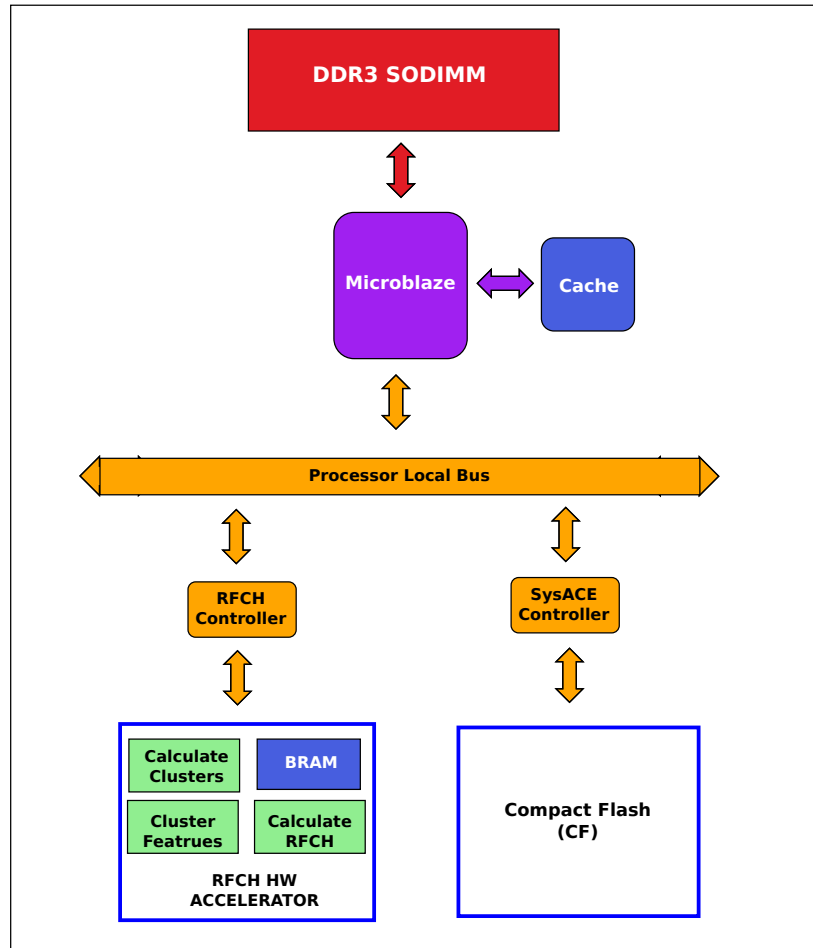 DDR3 SODIMM
Microblaze
Cache
Processor Local Bus
RFCH
Controller
SysACE
Controller
Calculate
Clusters
BRAM
Cluster
Featrues
Calculate
RFCH
RFCH HW
ACCELERATOR
Compact Flash
(CF)